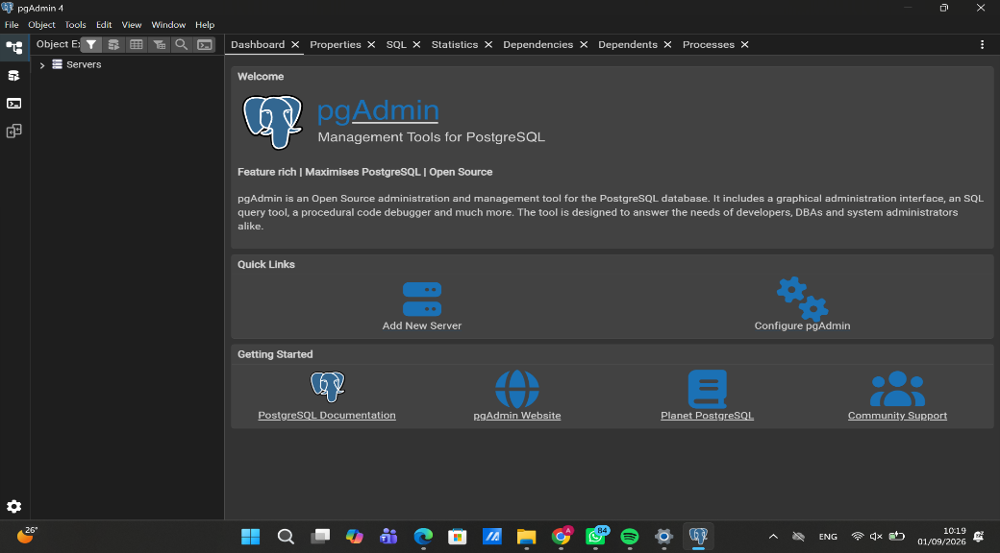 pgAdmin 4
File Object Tools Edit View Window Help
Object Ex
Dashboard Properties SQL Statistics Dependencies Dependents Processes
Servers
Welcome
pgAdmin
Management Tools for PostgreSQL
Feature rich | Maximises PostgreSQL | Open Source
pgAdmin is an Open Source administration and management tool for the PostgreSQL database. It includes a graphical administration interface, an SQL
query tool, a procedural code debugger and much more. The tool is designed to answer the needs of developers, DBAs and system administrators
alike.
Quick Links
Add New Server Configure pgAdmin
Getting Started
PostgreSQL Documentation pgAdmin Website Planet PostgreSQL Community Support
26°
A
84
ENG
10:19
01/09/2026